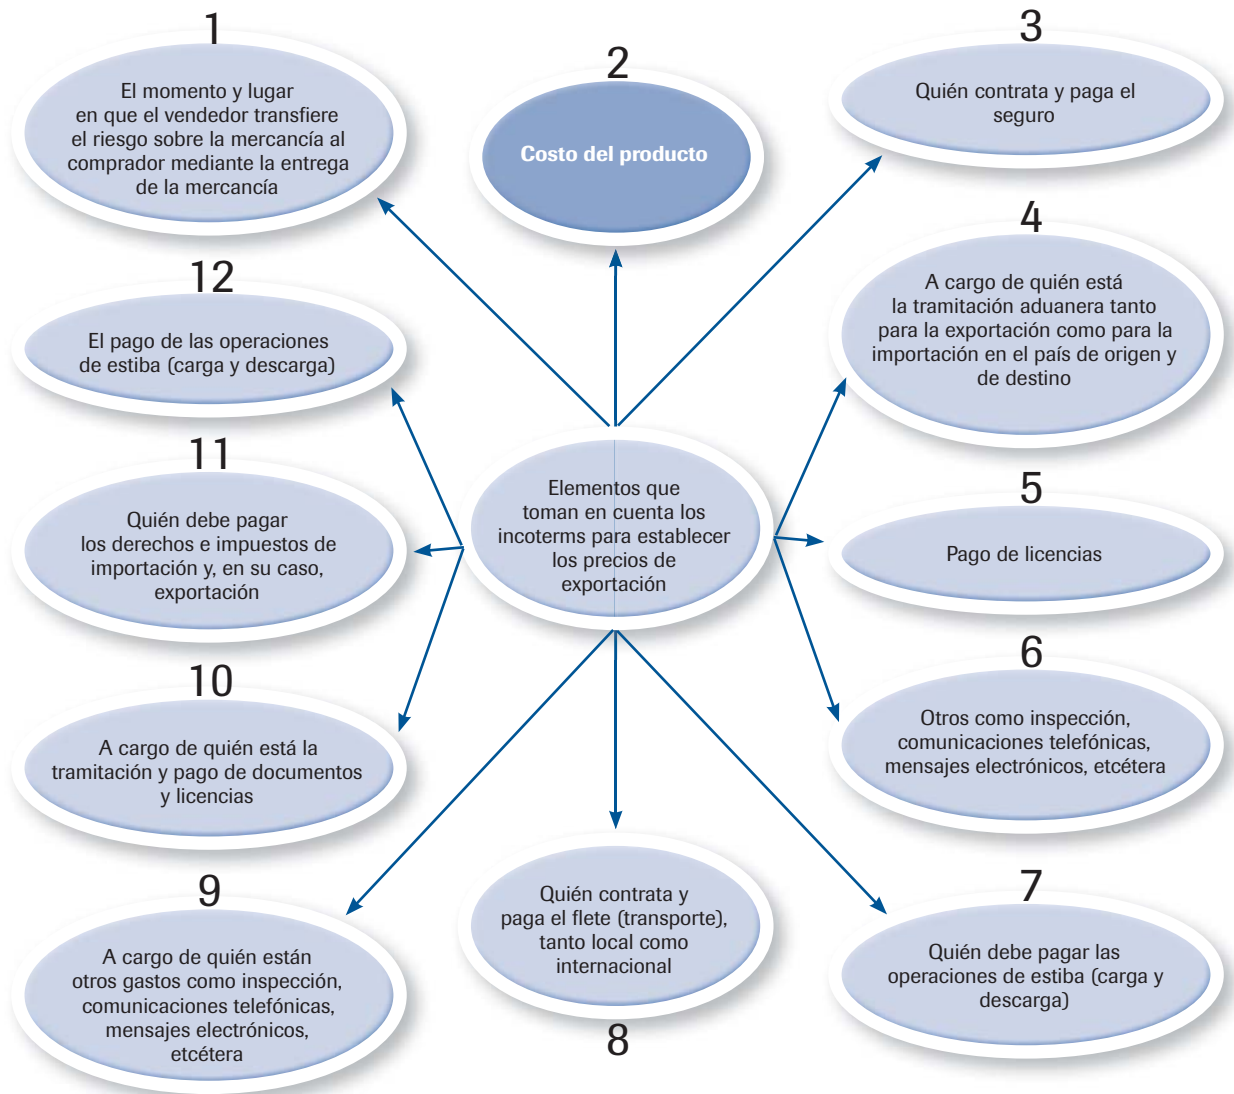 1
El momento y lugar
en que el vendedor transfiere
el riesgo sobre la mercancía al
comprador mediante la entrega
de la mercancía
2
Costo del producto
3
Quién contrata y paga el
seguro
4
A cargo de quién está
la tramitación aduanera tanto
para la exportación como para la
importación en el país de origen y
de destino
5
Pago de licencias
6
Otros como inspección,
comunicaciones telefónicas,
mensajes electrónicos, etcétera
7
Quién debe pagar las
operaciones de estiba (carga y
descarga)
Quién contrata y
paga el flete (transporte),
tanto local como
internacional
8
9
A cargo de quién están
otros gastos como inspección,
comunicaciones telefónicas,
mensajes electrónicos,
etcétera
10
A cargo de quién está la
tramitación y pago de documentos
y licencias
11
Quién debe pagar
los derechos e impuestos de
importación y, en su caso,
exportación
12
El pago de las operaciones
de estiba (carga y descarga)
Elementos que
toman en cuenta los
incoterms para establecer
los precios de
exportación